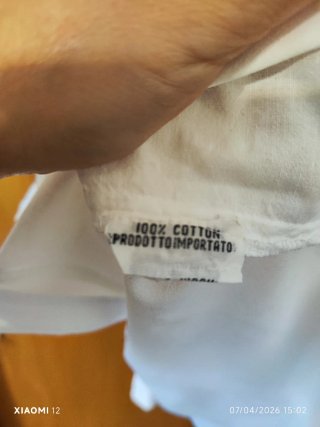 100% COTTON
PRODOTTO IMPORTATO
XIAOMI 12
07/04/2026 15:02